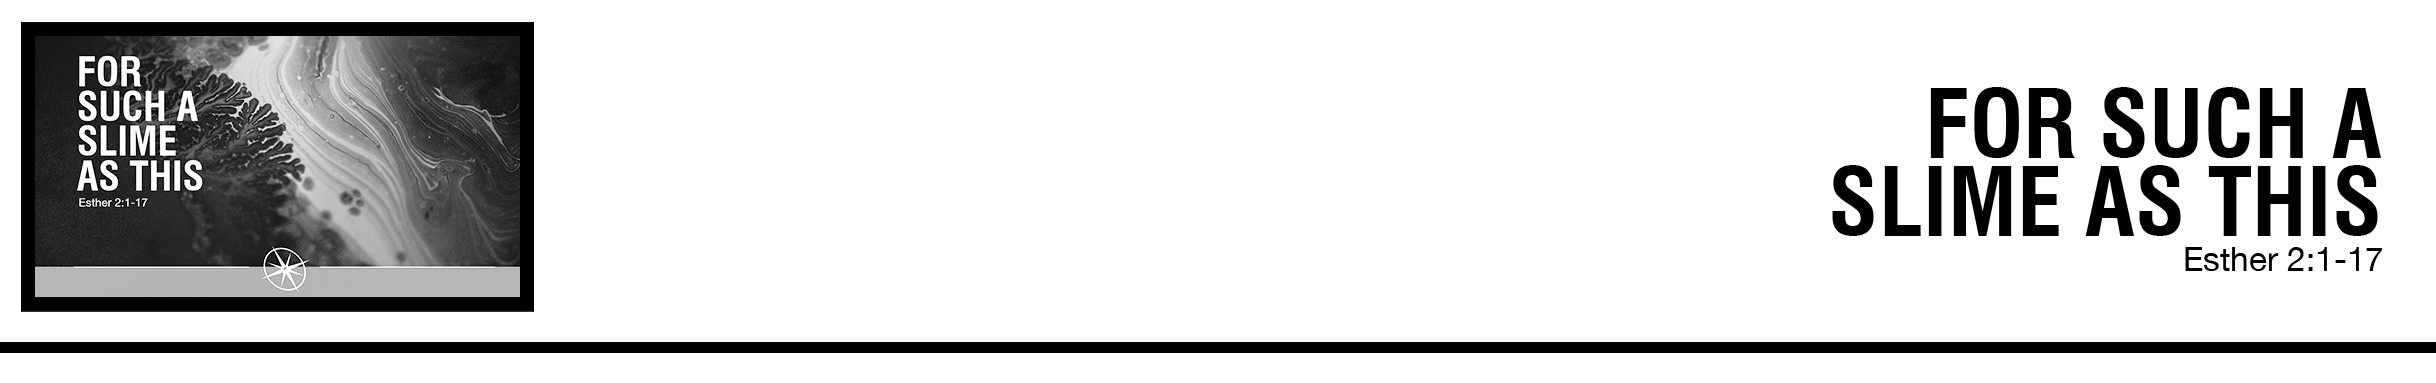 FOR
SUCH A
SLIME
AS THIS
Esther 2:1-17
FOR SUCH A
SLIME AS THIS
Esther 2:1-17